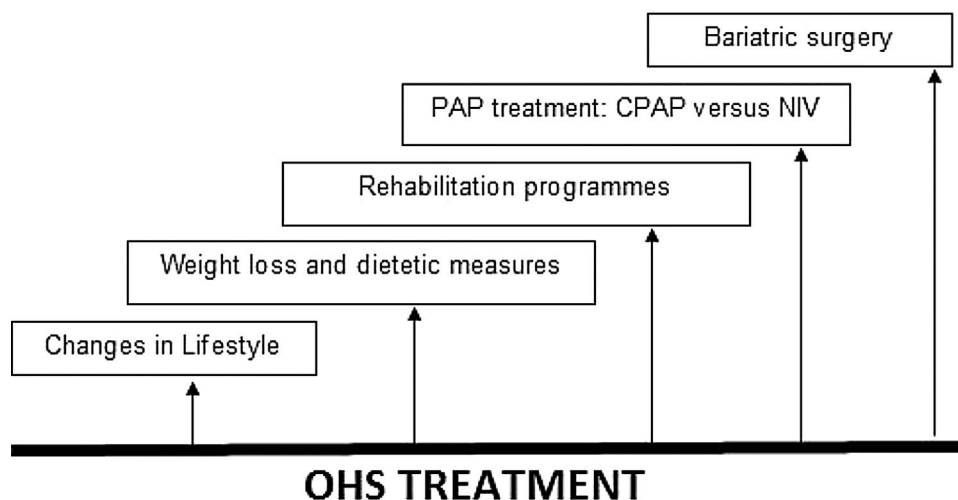 Bariatric surgery
PAP treatment: CPAP versus NIV
Rehabilitation programmes
Weight loss and dietetic measures
Changes in Lifestyle
OHS TREATMENT